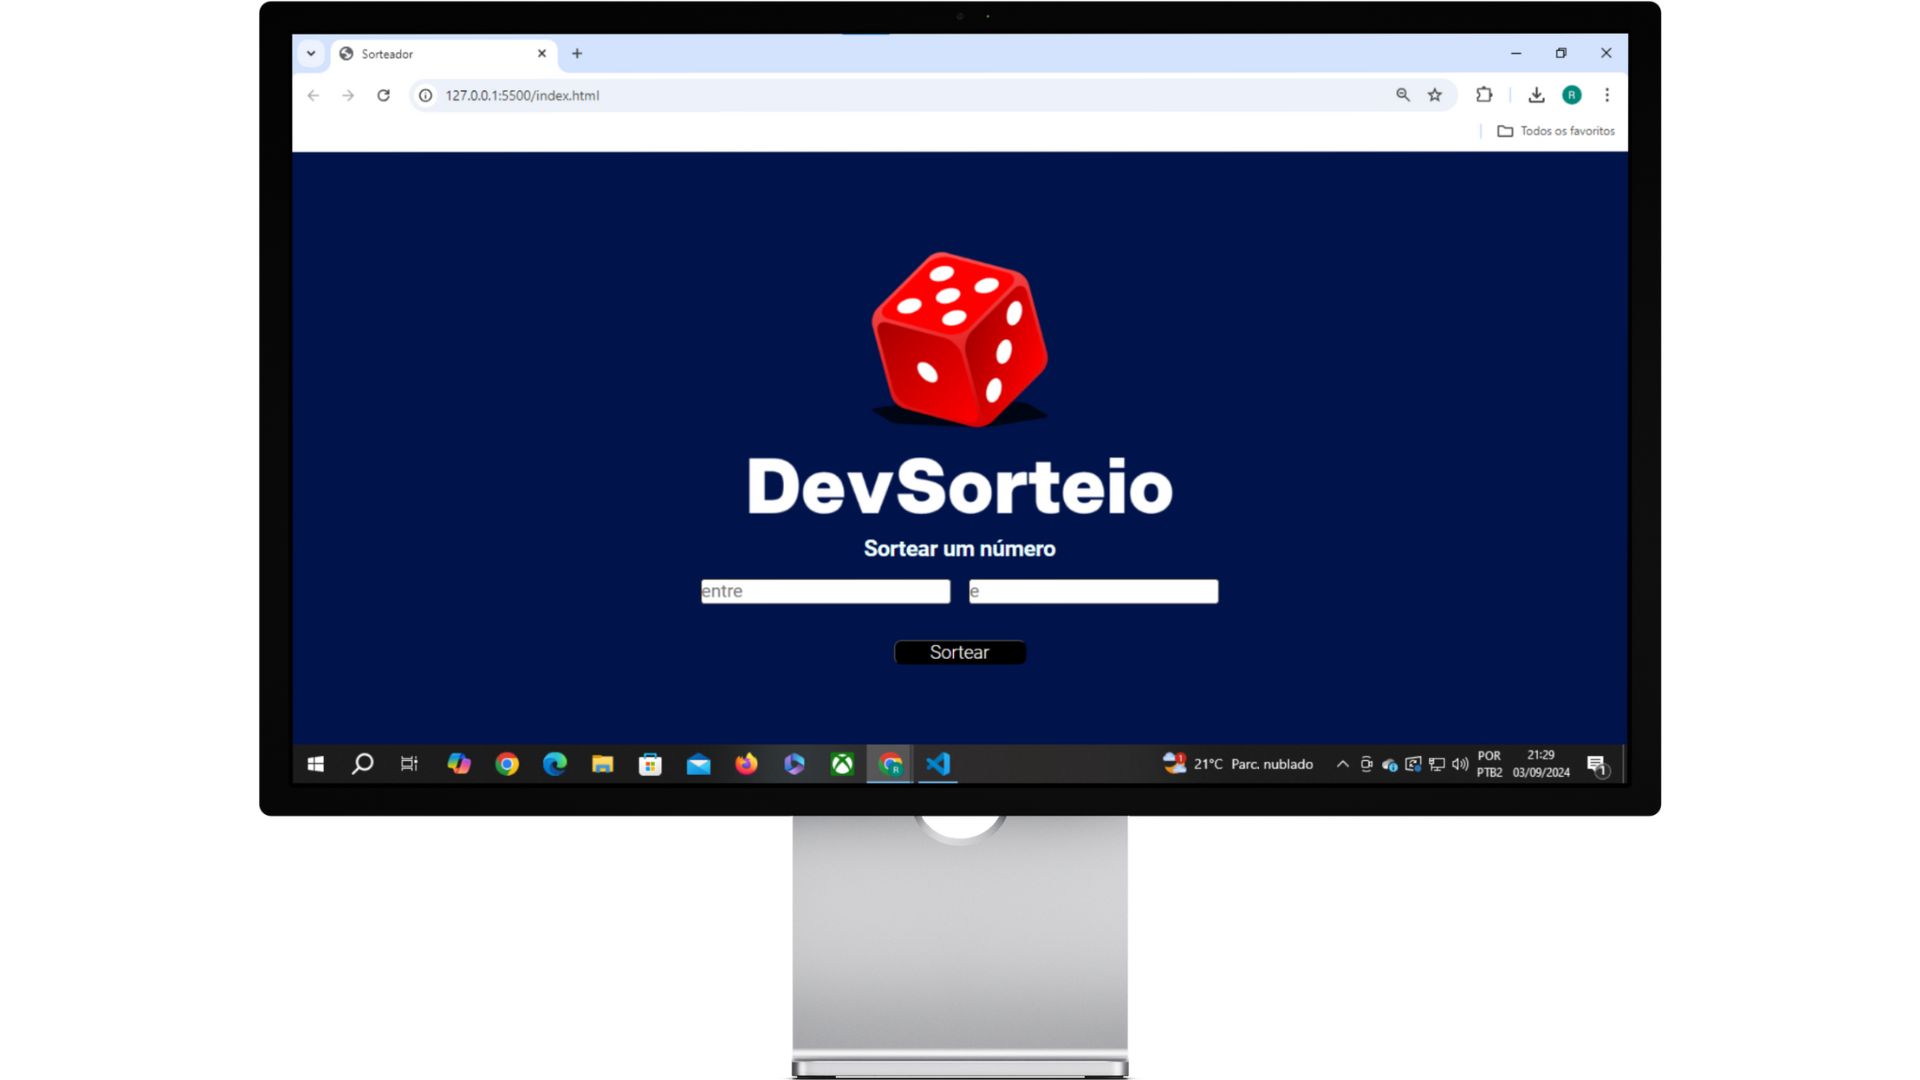 Sorteador
127.0.0.1:5500/index.html
R
Todos os favoritos
DevSorteio
Sortear um número
entre
e
Sortear
R
1
21°C Parc. nublado
POR
PTB2
21:29
03/09/2024
1